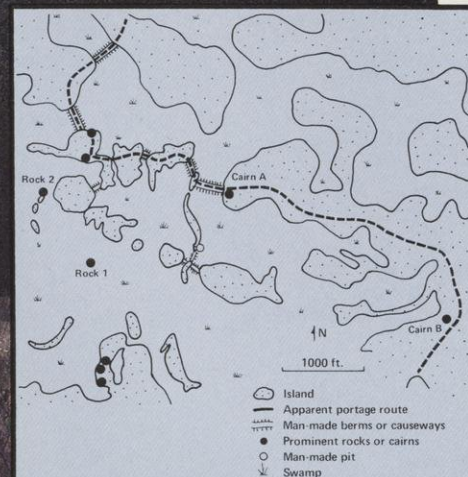 Rock 2
Cairn A
Rock 1
N
Cairn B
1000 ft.
Island
Apparent portage route
Man-made berms or causeways
Prominent rocks or cairns
Man-made pit
Swamp